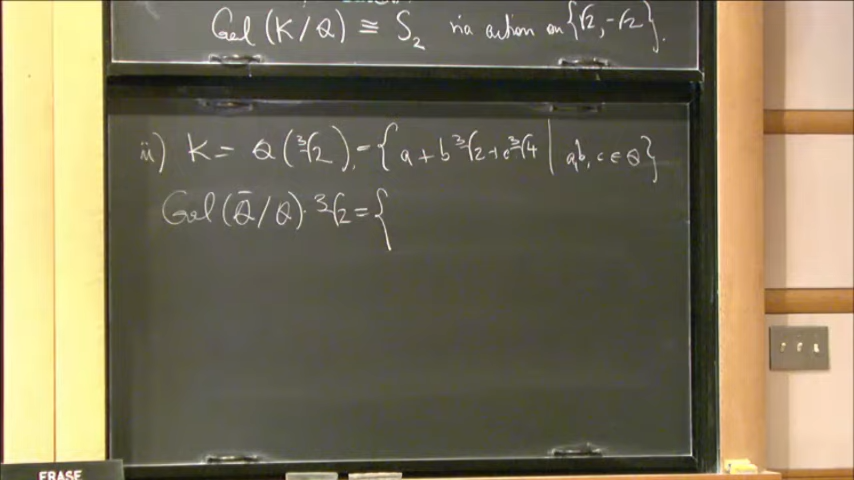 Gal (K/Q) ≅ S₂ via action on {√2, -√2}.
ii) K = Q(∛2) = {a + b∛2 + c∛4 | a,b,c ∈ Q}
Gal (Q̄/Q)·∛2 = {
ERASE